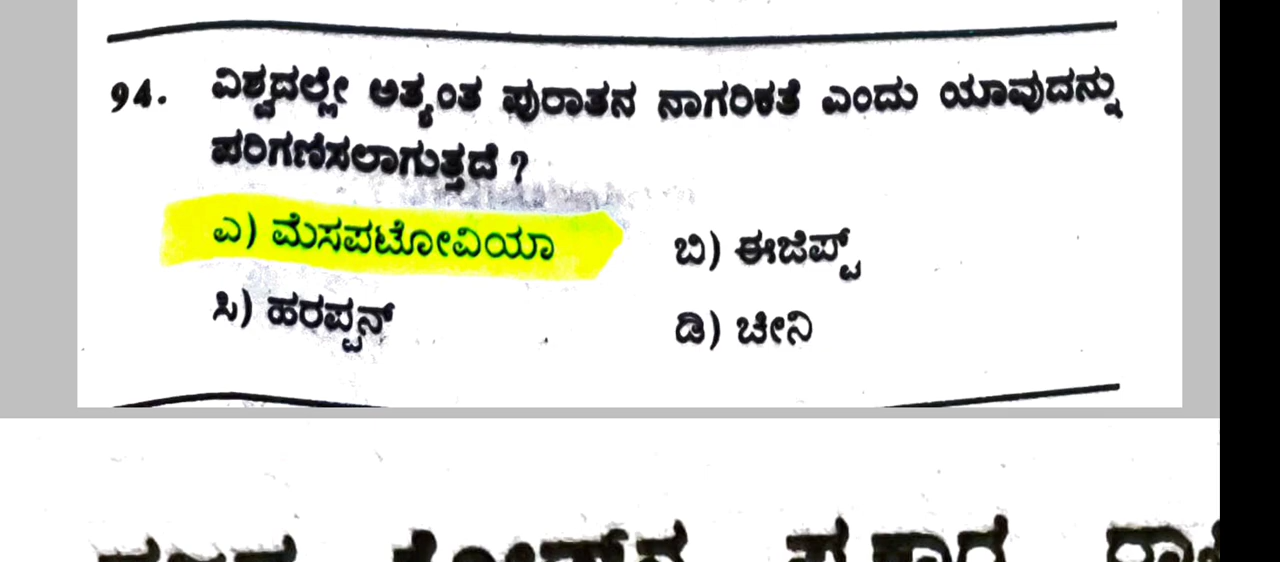 94. ವಿಶ್ವದಲ್ಲೇ ಅತ್ಯಂತ ಪುರಾತನ ನಾಗರಿಕತೆ ಎಂದು ಯಾವುದನ್ನು
ಪರಿಗಣಿಸಲಾಗುತ್ತದೆ ?
ಎ) ಮೆಸಪಟೋವಿಯಾ ಬಿ) ಈಜಿಪ್ಟ್
ಸಿ) ಹರಪ್ಪನ್ ಡಿ) ಚೀನಿ